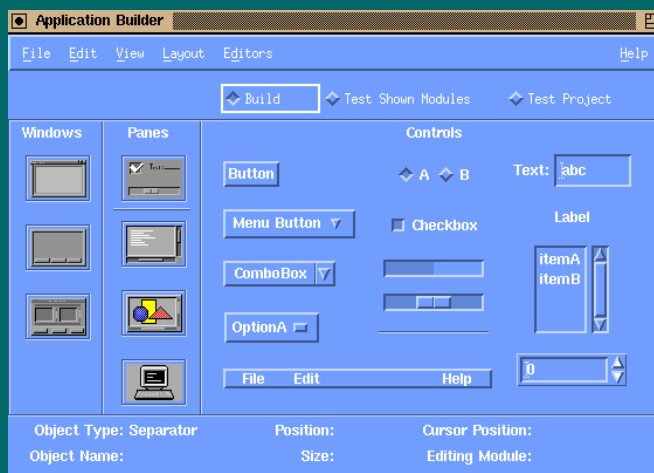 Application Builder
File Edit View Layout Editors Help
Build Test Shown Modules Test Project
Windows Panes Controls
Button A B Text: abc
Menu Button Checkbox Label
ComboBox itemA
itemB
OptionA
File Edit Help 0
Object Type: Separator Position: Cursor Position:
Object Name: Size: Editing Module: